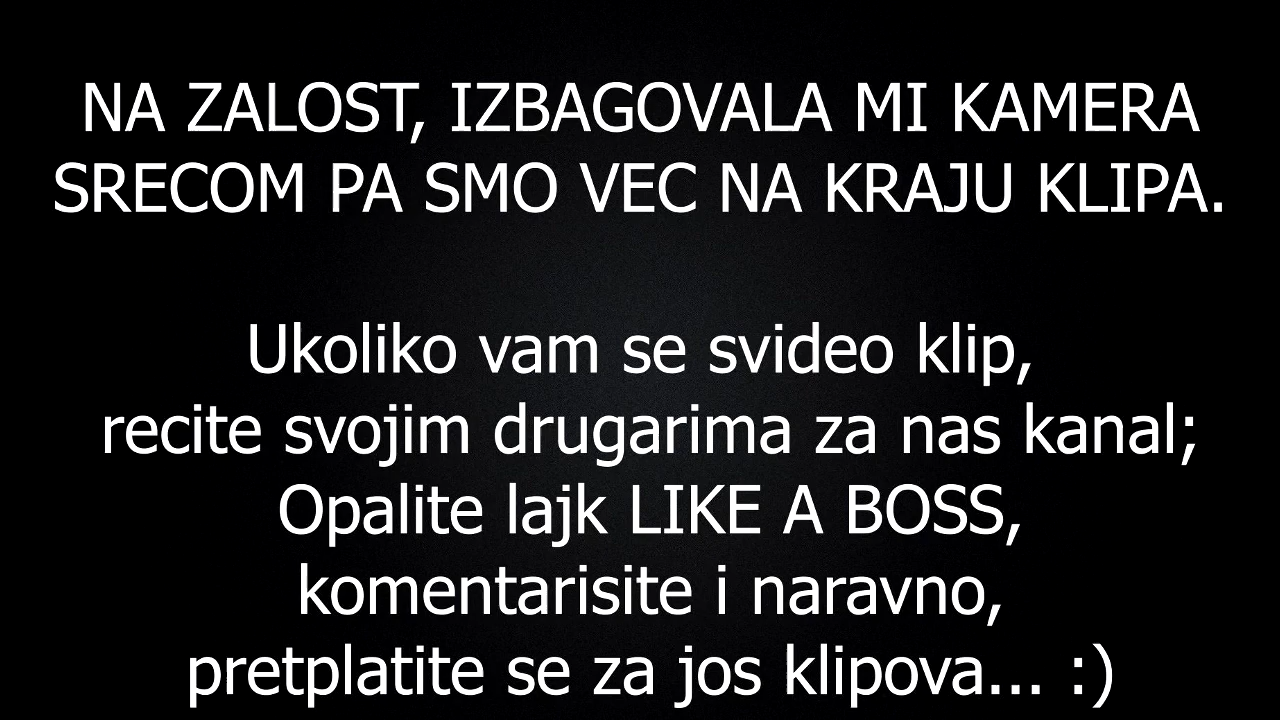 NA ZALOST, IZBAGOVALA MI KAMERA
SRECOM PA SMO VEC NA KRAJU KLIPA.
Ukoliko vam se svideo klip,
recite svojim drugarima za nas kanal;
Opalite lajk LIKE A BOSS,
komentarisite i naravno,
pretplatite se za jos klipova... :)